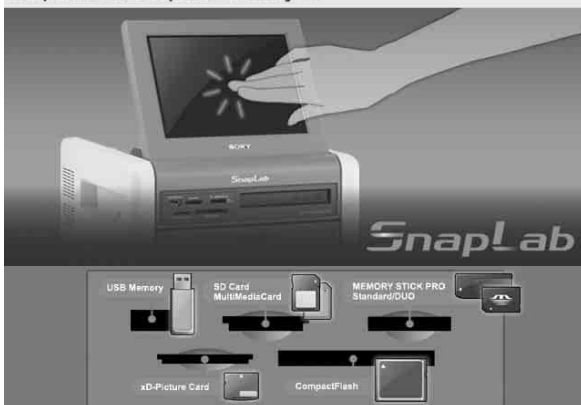 SONY
SnapLab
SnapLab
USB Memory
SD Card
MultiMediaCard
MEMORY STICK PRO
Standard/DUO
xD-Picture Card
CompactFlash